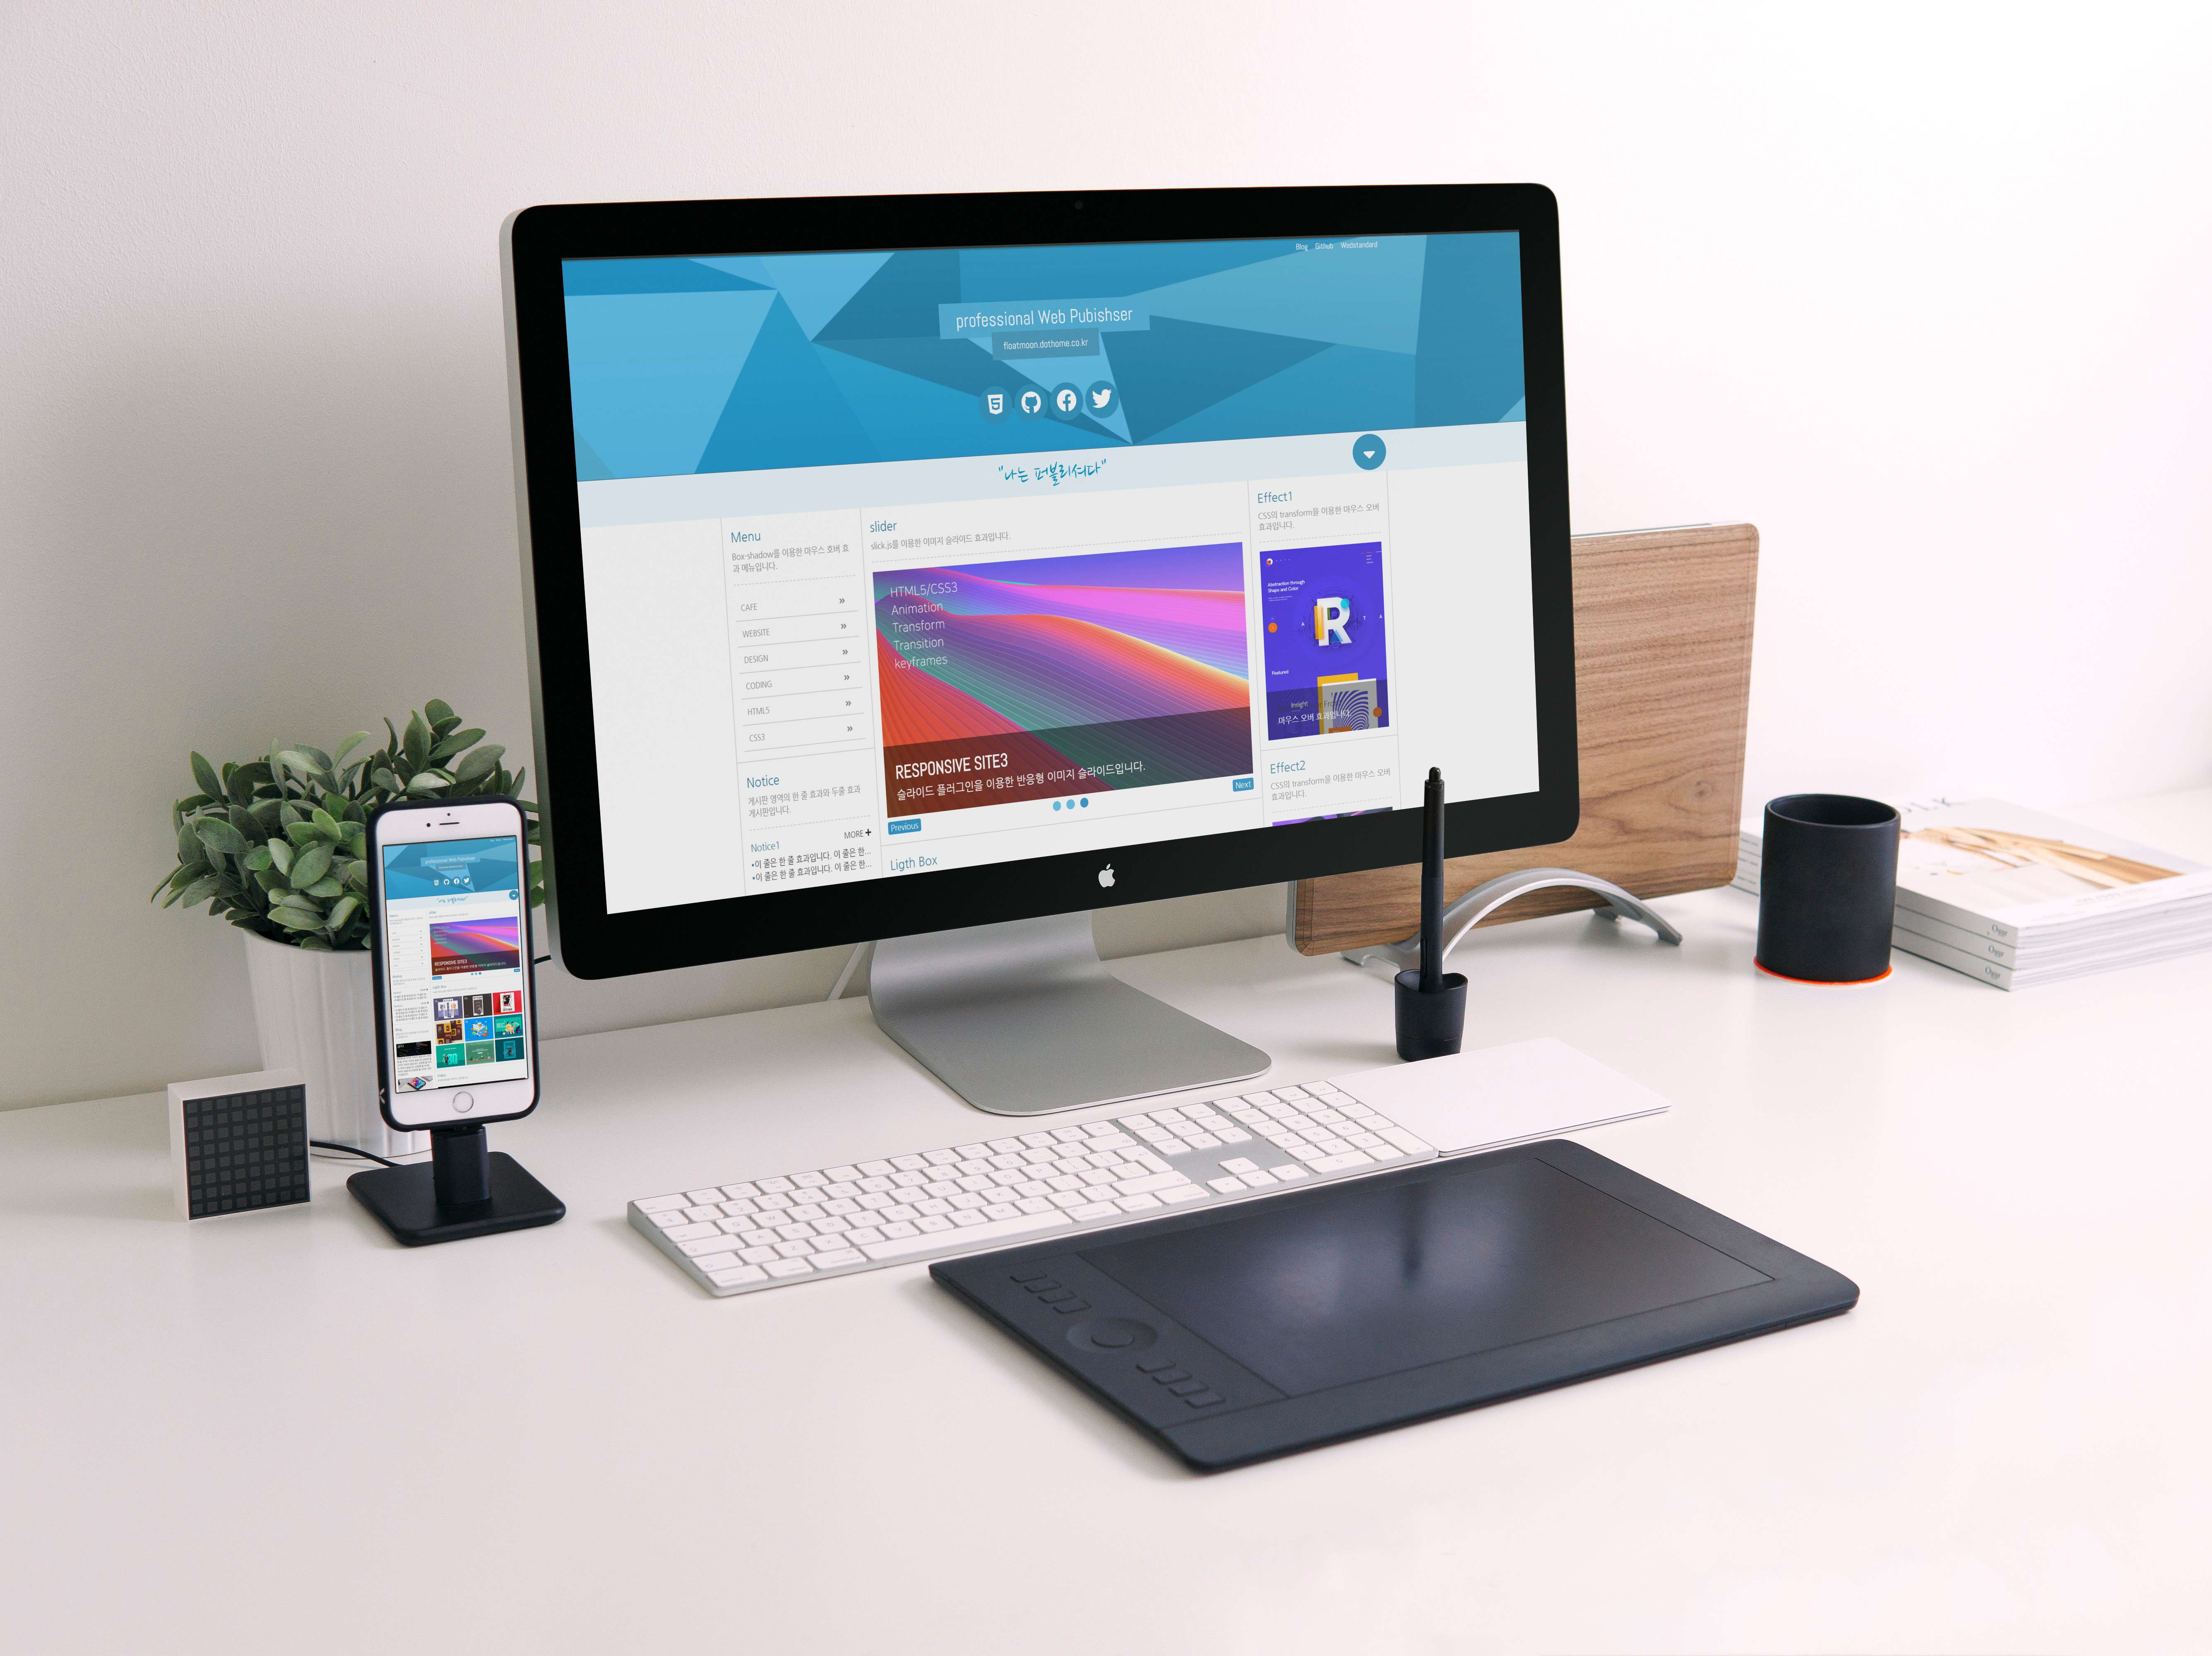 Blog Github Wedstandard
professional Web Pubishser
floatmoon.dothome.co.kr
"나는 퍼블리셔다"
Menu
Box-shadow를 이용한 마우스 호버 효
과 메뉴입니다.
CAFE »
WEBSITE »
DESIGN »
CODING »
HTML5 »
CSS3 »
Notice
게시판 영역의 한 줄 효과와 두줄 효과
게시판입니다.
MORE +
Notice1
•이 줄은 한 줄 효과입니다. 이 줄은 한...
•이 줄은 한 줄 효과입니다. 이 줄은 한...
slider
slick.js를 이용한 이미지 슬라이드 효과입니다.
HTML5/CSS3
Animation
Transform
Transition
keyframes
RESPONSIVE SITE3
슬라이드 플러그인을 이용한 반응형 이미지 슬라이드입니다.
Previous
Next
Ligth Box
Effect1
CSS의 transform을 이용한 마우스 오버
효과입니다.
Abstraction through
Shape and Color
R
A T A
Featured
Insight
마우스 오버 효과입니다.
Effect2
CSS의 transform을 이용한 마우스 오버
효과입니다.
professional Web Pubishser
RESPONSIVE SITE3